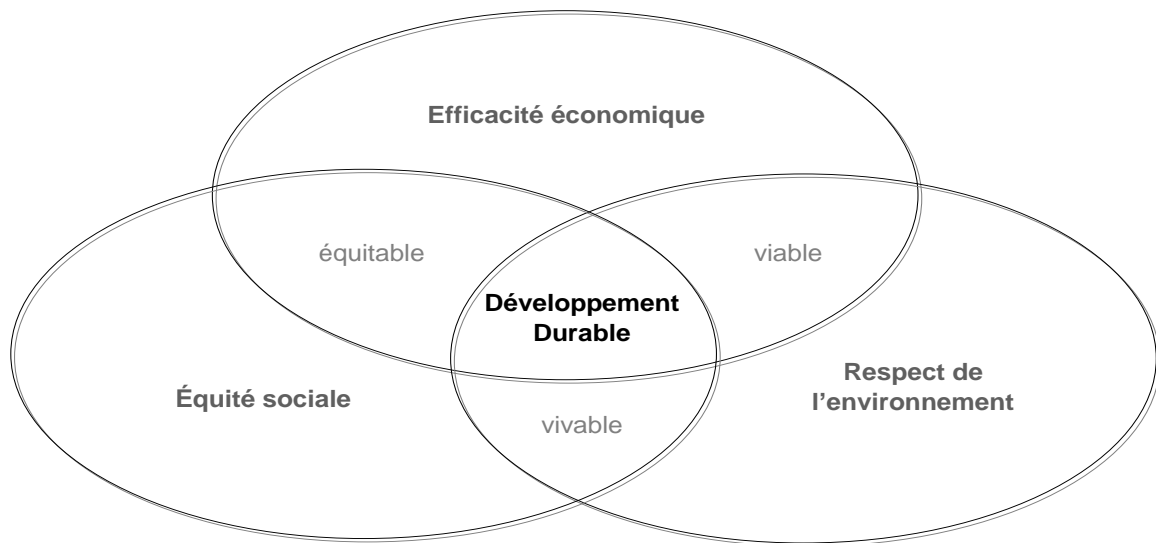 Efficacité économique
équitable
viable
Développement
Durable
Équité sociale
Respect de
l’environnement
vivable